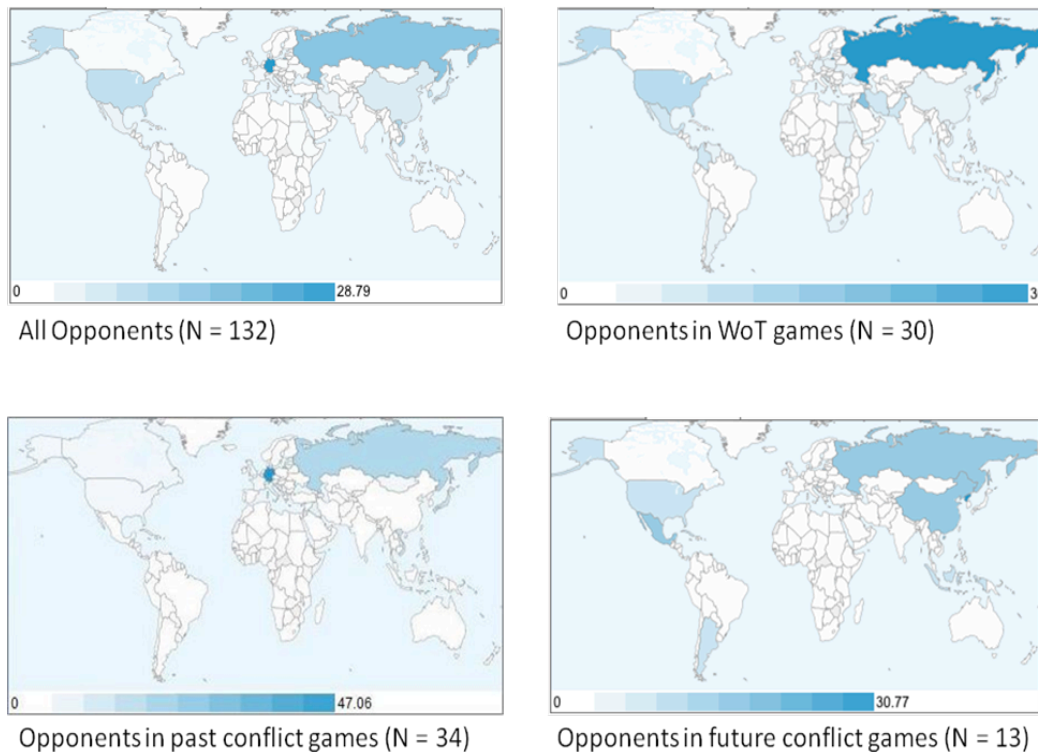 0 28.79
All Opponents (N = 132)
0
Opponents in WoT games (N = 30)
0 47.06
Opponents in past conflict games (N = 34)
0 30.77
Opponents in future conflict games (N = 13)